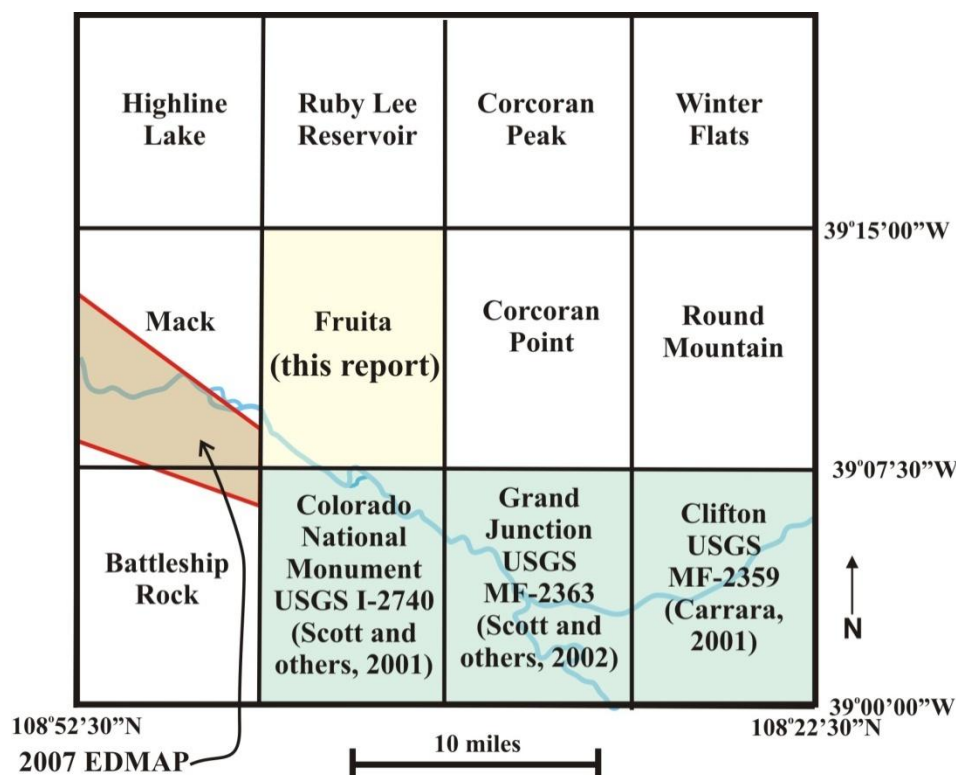 Highline
Lake
Ruby Lee
Reservoir
Corcoran
Peak
Winter
Flats
39°15'00"W
Mack
Fruita
(this report)
Corcoran
Point
Round
Mountain
39°07'30"W
Battleship
Rock
Colorado
National
Monument
USGS I-2740
(Scott and
others, 2001)
Grand
Junction
USGS
MF-2363
(Scott and
others, 2002)
Clifton
USGS
MF-2359
(Carrara,
2001)
N
39°00'00"W
108°52'30"N
108°22'30"N
2007 EDMAP
10 miles